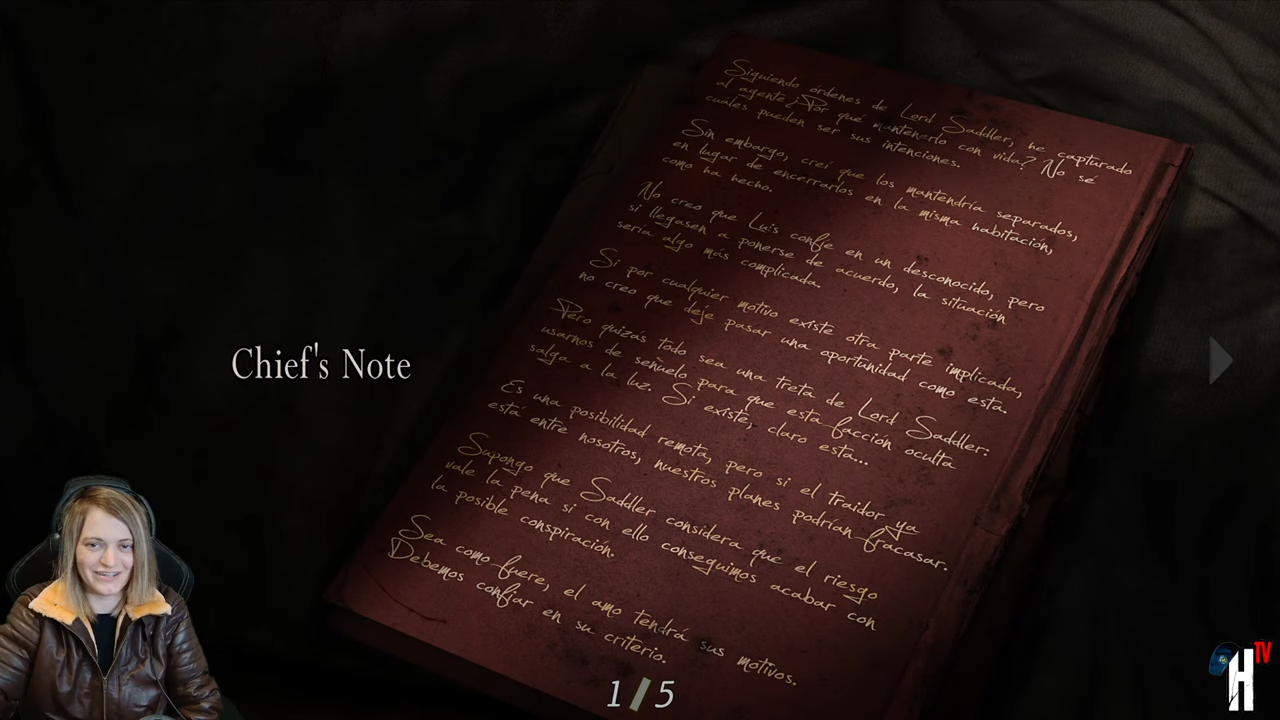 Siguiendo órdenes de Lord Saddler, he capturado
al agente ¿Por qué mantenerlo con vida? No sé
cuáles pueden ser sus intenciones.
Sin embargo, creí que los mantendría separados,
en lugar de encerrarlos en la misma habitación,
como ha hecho.
No creo que Luis confíe en un desconocido, pero
si llegasen a ponerse de acuerdo, la situación
sería algo más complicada.
Si por cualquier motivo existe otra parte implicada,
no creo que deje pasar una oportunidad como esta.
Pero quizás todo sea una treta de Lord Saddler:
usarnos de señuelo para que esta facción oculta
salga a la luz. Si existe, claro esta...
Es una posibilidad remota, pero si el traidor ya
está entre nosotros, nuestros planes podrían fracasar.
Supongo que Saddler considera que el riesgo
vale la pena si con ello conseguimos acabar con
la posible conspiración.
Sea como fuere, el amo tendrá sus motivos.
Debemos confiar en su criterio.
Chief's Note
1/5
H TV